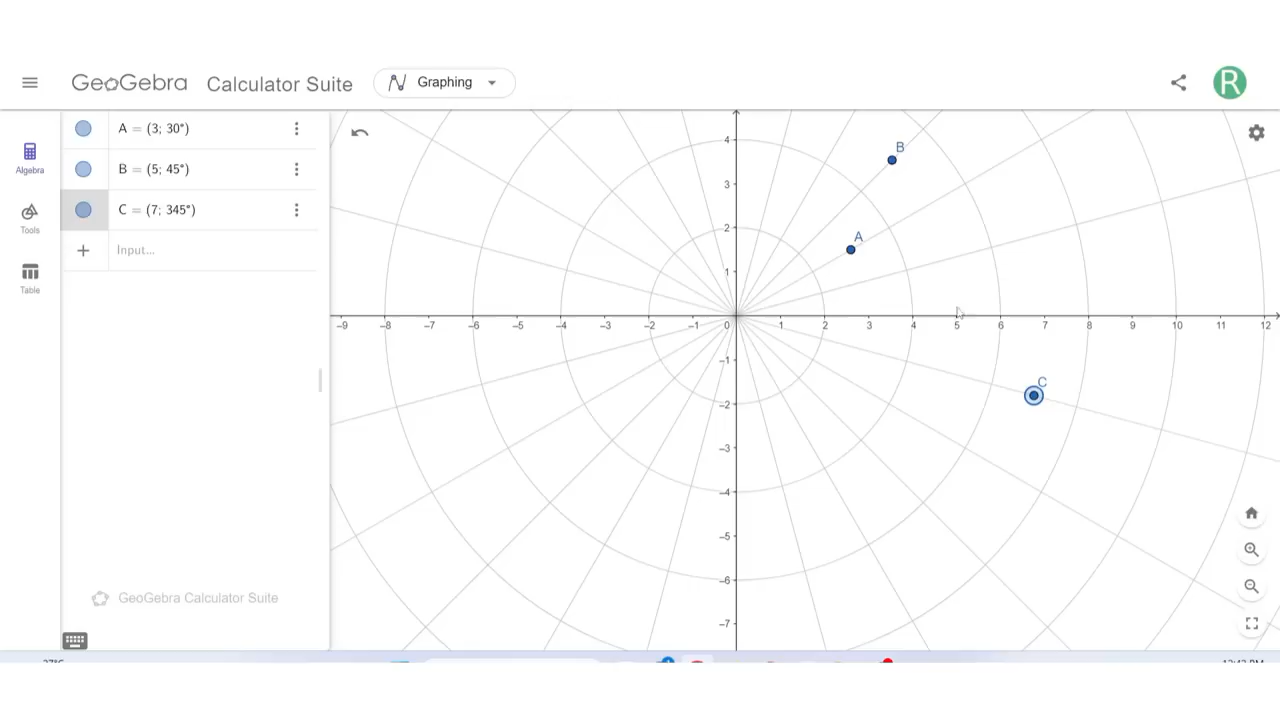 GeoGebra Calculator Suite Graphing R
A = (3; 30°)
B = (5; 45°)
C = (7; 345°)
Input...
Algebra
Tools
Table
GeoGebra Calculator Suite
B
A
C
4
3
2
1
–9 –8 –7 –6 –5 –4 –3 –2 –1 0 1 2 3 4 5 6 7 8 9 10 11 12
–1
–2
–3
–4
–5
–6
–7